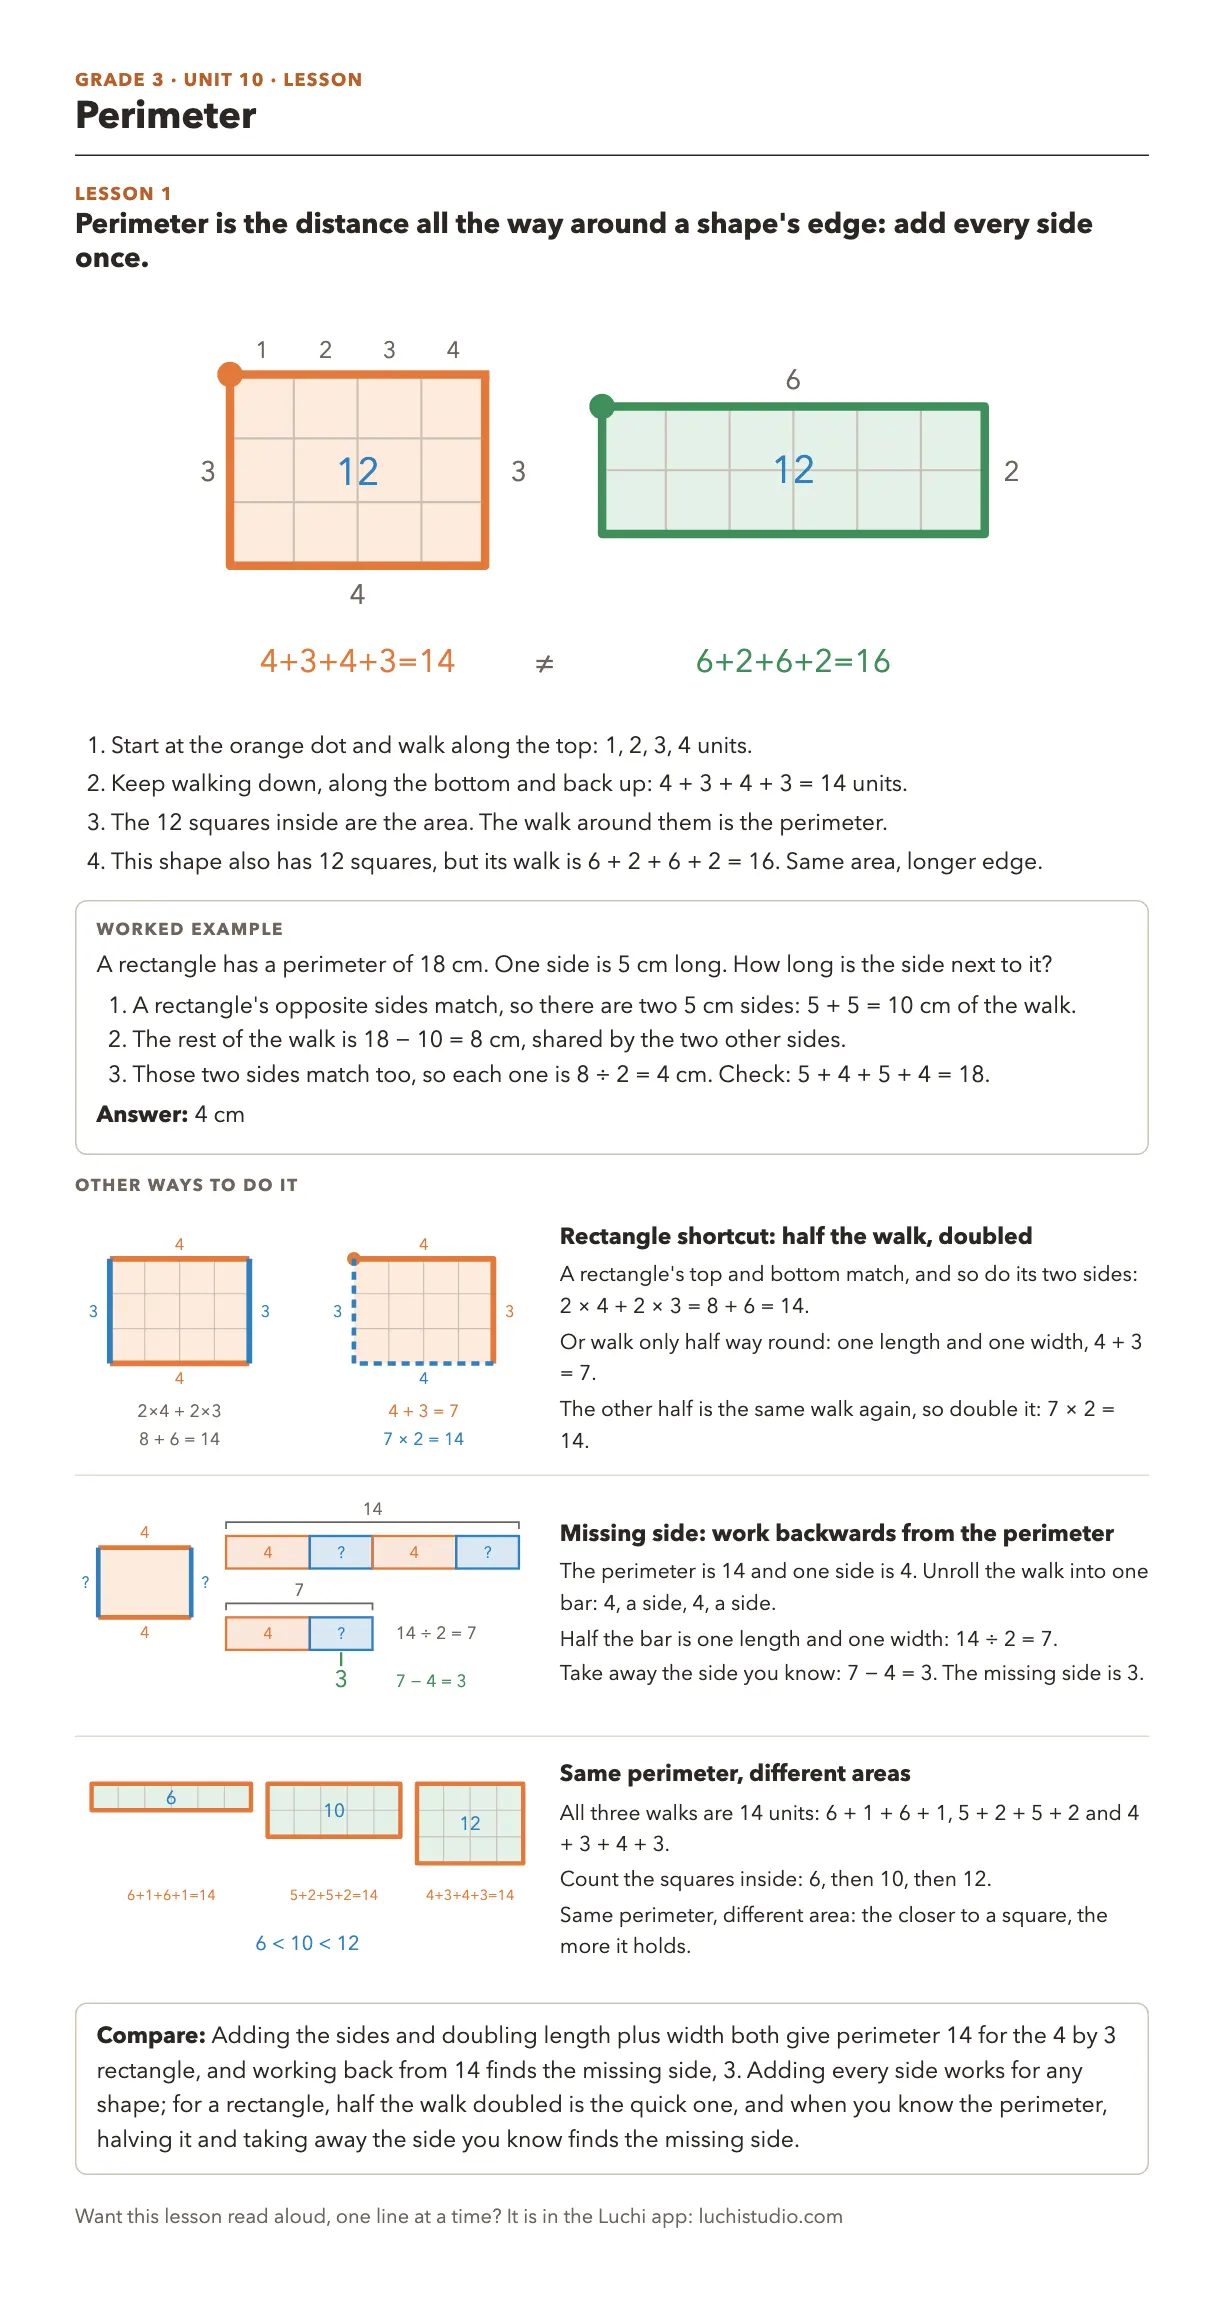 GRADE 3 · UNIT 10 · LESSON
Perimeter
LESSON 1
Perimeter is the distance all the way around a shape's edge: add every side
once.
1 2 3 4
6
3 12 3
12 2
4
4+3+4+3=14 ≠ 6+2+6+2=16
1. Start at the orange dot and walk along the top: 1, 2, 3, 4 units.
2. Keep walking down, along the bottom and back up: 4 + 3 + 4 + 3 = 14 units.
3. The 12 squares inside are the area. The walk around them is the perimeter.
4. This shape also has 12 squares, but its walk is 6 + 2 + 6 + 2 = 16. Same area, longer edge.
WORKED EXAMPLE
A rectangle has a perimeter of 18 cm. One side is 5 cm long. How long is the side next to it?
1. A rectangle's opposite sides match, so there are two 5 cm sides: 5 + 5 = 10 cm of the walk.
2. The rest of the walk is 18 − 10 = 8 cm, shared by the two other sides.
3. Those two sides match too, so each one is 8 ÷ 2 = 4 cm. Check: 5 + 4 + 5 + 4 = 18.
Answer: 4 cm
OTHER WAYS TO DO IT
4
3 3
4
2×4 + 2×3
8 + 6 = 14
4
3 3
4
4 + 3 = 7
7 × 2 = 14
Rectangle shortcut: half the walk, doubled
A rectangle's top and bottom match, and so do its two sides:
2 × 4 + 2 × 3 = 8 + 6 = 14.
Or walk only half way round: one length and one width, 4 + 3
= 7.
The other half is the same walk again, so double it: 7 × 2 =
14.
4
? ?
4
14
4 ? 4 ?
7
4 ? 14 ÷ 2 = 7
3 7 − 4 = 3
Missing side: work backwards from the perimeter
The perimeter is 14 and one side is 4. Unroll the walk into one
bar: 4, a side, 4, a side.
Half the bar is one length and one width: 14 ÷ 2 = 7.
Take away the side you know: 7 − 4 = 3. The missing side is 3.
6
10
12
6+1+6+1=14 5+2+5+2=14 4+3+4+3=14
6 < 10 < 12
Same perimeter, different areas
All three walks are 14 units: 6 + 1 + 6 + 1, 5 + 2 + 5 + 2 and 4
+ 3 + 4 + 3.
Count the squares inside: 6, then 10, then 12.
Same perimeter, different area: the closer to a square, the
more it holds.
Compare: Adding the sides and doubling length plus width both give perimeter 14 for the 4 by 3
rectangle, and working back from 14 finds the missing side, 3. Adding every side works for any
shape; for a rectangle, half the walk doubled is the quick one, and when you know the perimeter,
halving it and taking away the side you know finds the missing side.
Want this lesson read aloud, one line at a time? It is in the Luchi app: luchistudio.com